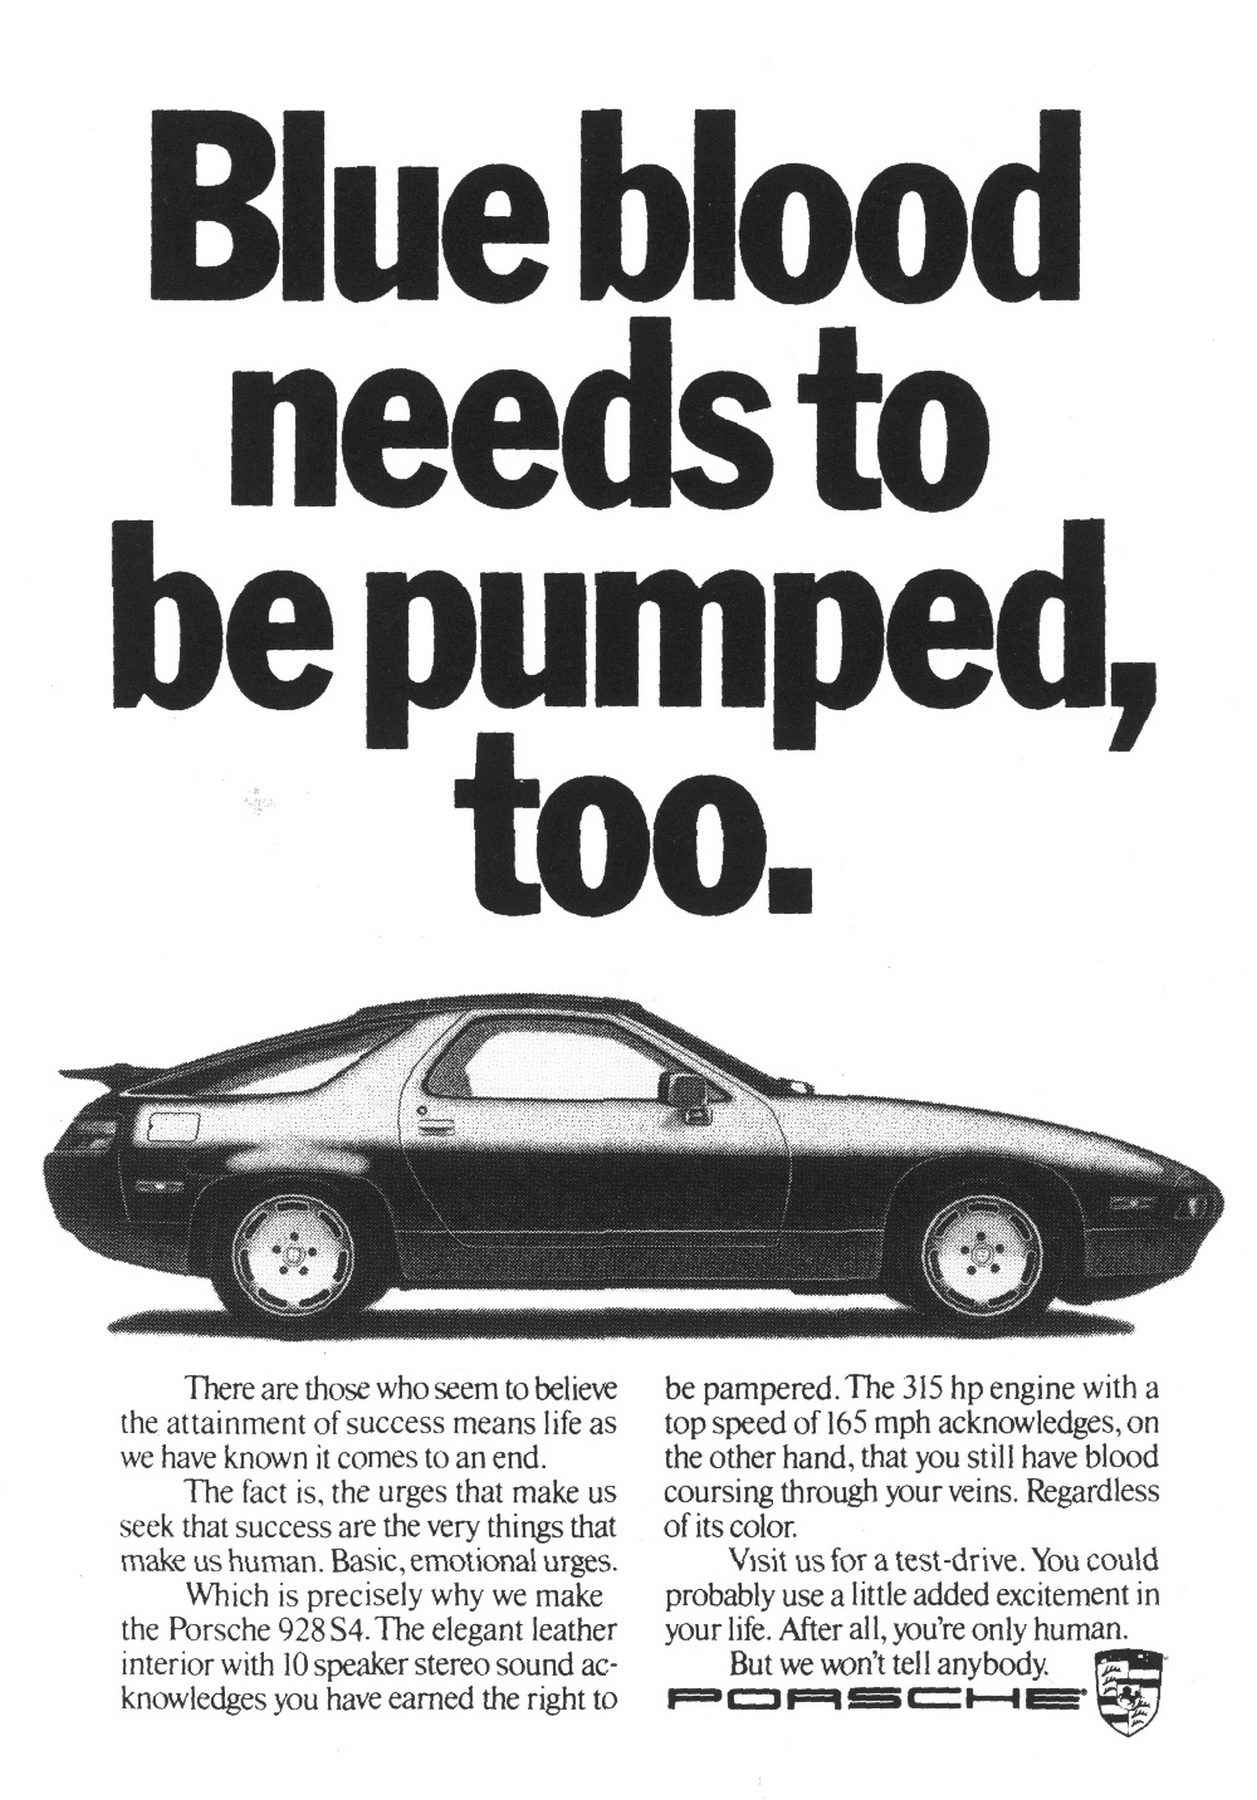 Blue blood
needs to
be pumped,
too.
There are those who seem to believe
the attainment of success means life as
we have known it comes to an end.
The fact is, the urges that make us
seek that success are the very things that
make us human. Basic, emotional urges.
Which is precisely why we make
the Porsche 928 S4. The elegant leather
interior with 10 speaker stereo sound ac-
knowledges you have earned the right to
be pampered. The 315 hp engine with a
top speed of 165 mph acknowledges, on
the other hand, that you still have blood
coursing through your veins. Regardless
of its color.
Visit us for a test-drive. You could
probably use a little added excitement in
your life. After all, you're only human.
But we won't tell anybody.
PORSCHE